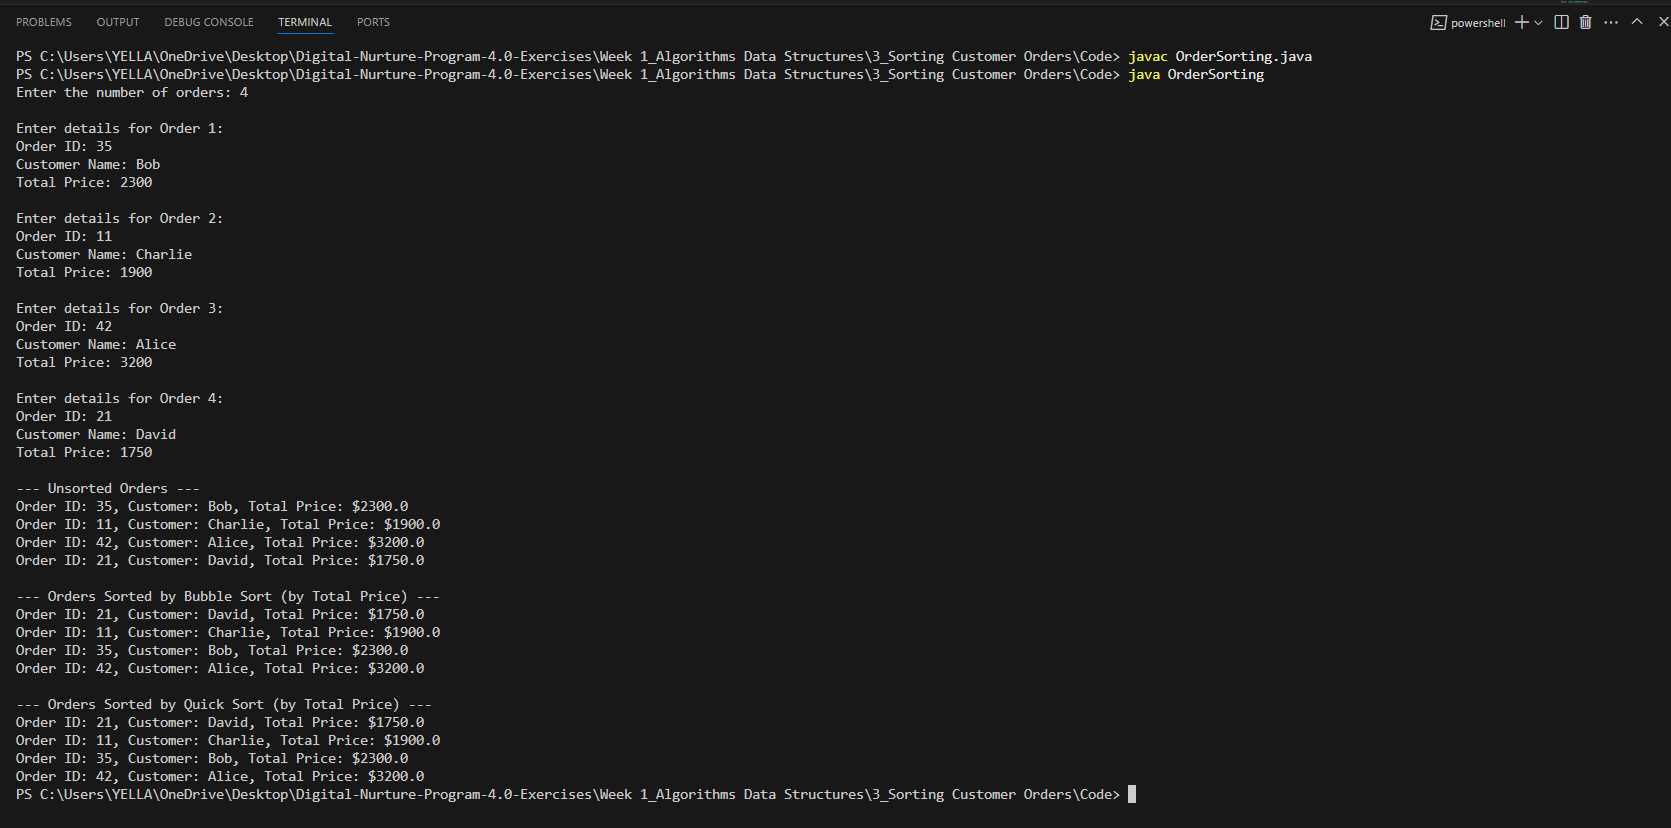 PROBLEMS OUTPUT DEBUG CONSOLE TERMINAL PORTS powershell
PS C:\Users\YELLA\OneDrive\Desktop\Digital-Nurture-Program-4.0-Exercises\Week 1_Algorithms Data Structures\3_Sorting Customer Orders\Code> javac OrderSorting.java
PS C:\Users\YELLA\OneDrive\Desktop\Digital-Nurture-Program-4.0-Exercises\Week 1_Algorithms Data Structures\3_Sorting Customer Orders\Code> java OrderSorting
Enter the number of orders: 4
Enter details for Order 1:
Order ID: 35
Customer Name: Bob
Total Price: 2300
Enter details for Order 2:
Order ID: 11
Customer Name: Charlie
Total Price: 1900
Enter details for Order 3:
Order ID: 42
Customer Name: Alice
Total Price: 3200
Enter details for Order 4:
Order ID: 21
Customer Name: David
Total Price: 1750
--- Unsorted Orders ---
Order ID: 35, Customer: Bob, Total Price: $2300.0
Order ID: 11, Customer: Charlie, Total Price: $1900.0
Order ID: 42, Customer: Alice, Total Price: $3200.0
Order ID: 21, Customer: David, Total Price: $1750.0
--- Orders Sorted by Bubble Sort (by Total Price) ---
Order ID: 21, Customer: David, Total Price: $1750.0
Order ID: 11, Customer: Charlie, Total Price: $1900.0
Order ID: 35, Customer: Bob, Total Price: $2300.0
Order ID: 42, Customer: Alice, Total Price: $3200.0
--- Orders Sorted by Quick Sort (by Total Price) ---
Order ID: 21, Customer: David, Total Price: $1750.0
Order ID: 11, Customer: Charlie, Total Price: $1900.0
Order ID: 35, Customer: Bob, Total Price: $2300.0
Order ID: 42, Customer: Alice, Total Price: $3200.0
PS C:\Users\YELLA\OneDrive\Desktop\Digital-Nurture-Program-4.0-Exercises\Week 1_Algorithms Data Structures\3_Sorting Customer Orders\Code>